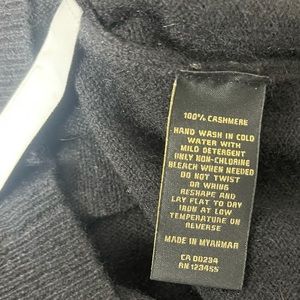 100% CASHMERE
HAND WASH IN COLD
WATER WITH
MILD DETERGENT
ONLY NON-CHLORINE
BLEACH WHEN NEEDED
DO NOT TWIST
OR WRING
RESHAPE AND
LAY FLAT TO DRY
IRON AT LOW
TEMPERATURE ON
REVERSE
MADE IN MYANMAR
CA 00234
RN 123455